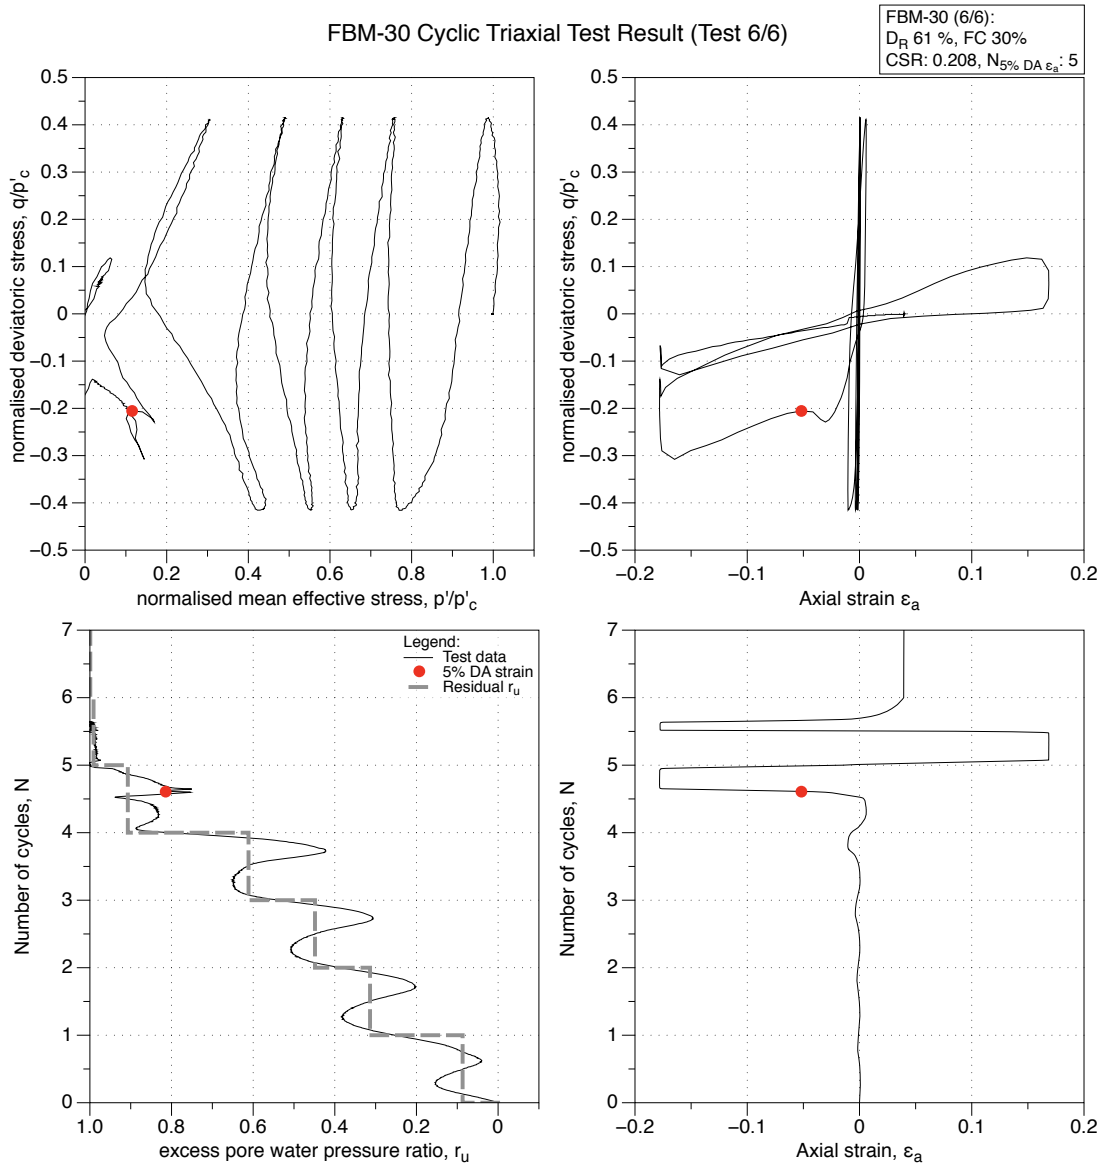 FBM-30 Cyclic Triaxial Test Result (Test 6/6)
FBM-30 (6/6):
DR 61 %, FC 30%
CSR: 0.208, N5% DA εa: 5
normalised deviatoric stress, q/p'c
0.5
0.4
0.3
0.2
0.1
0
−0.1
−0.2
−0.3
−0.4
−0.5
0 0.2 0.4 0.6 0.8 1.0
normalised mean effective stress, p'/p'c
normalised deviatoric stress, q/p'c
0.5
0.4
0.3
0.2
0.1
0
−0.1
−0.2
−0.3
−0.4
−0.5
−0.2 −0.1 0 0.1 0.2
Axial strain εa
Number of cycles, N
7
6
5
4
3
2
1
0
Legend:
Test data
5% DA strain
Residual ru
1.0 0.8 0.6 0.4 0.2 0
excess pore water pressure ratio, ru
Number of cycles, N
7
6
5
4
3
2
1
0
−0.2 −0.1 0 0.1 0.2
Axial strain, εa